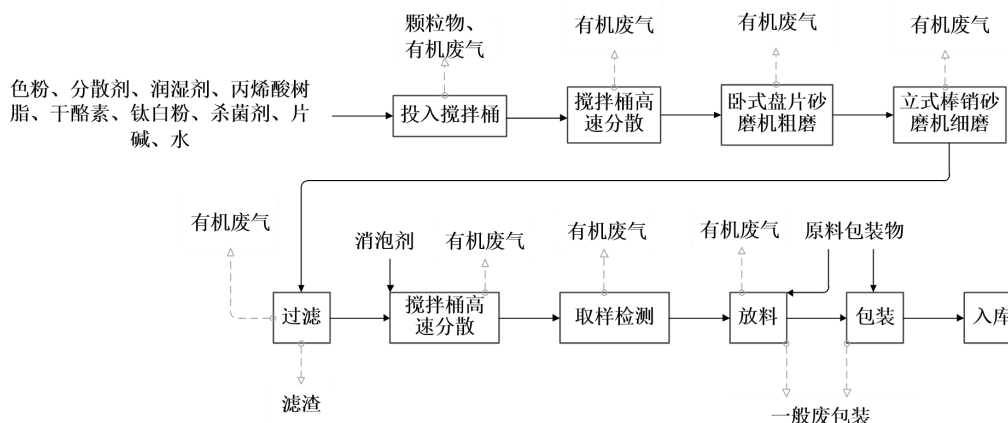 颗粒物、
有机废气
有机废气
有机废气
有机废气
色粉、分散剂、润湿剂、丙烯酸树
脂、干酪素、钛白粉、杀菌剂、片
碱、水
投入搅拌桶
搅拌桶高
速分散
卧式盘片砂
磨机粗磨
立式棒销砂
磨机细磨
有机废气
消泡剂
有机废气
有机废气
有机废气
原料包装物
过滤
搅拌桶高
速分散
取样检测
放料
包装
入库
滤渣
一般废包装